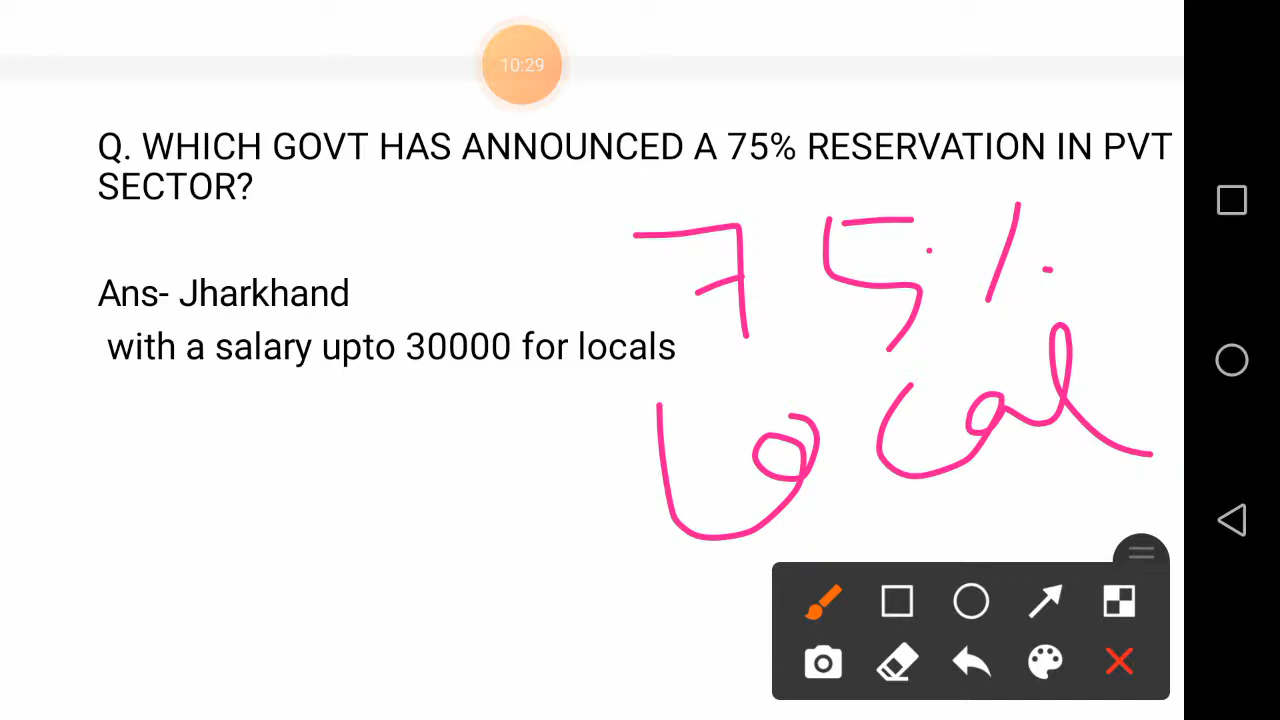 10:29
Q. WHICH GOVT HAS ANNOUNCED A 75% RESERVATION IN PVT
SECTOR?
75%
Ans- Jharkhand
with a salary upto 30000 for locals
local